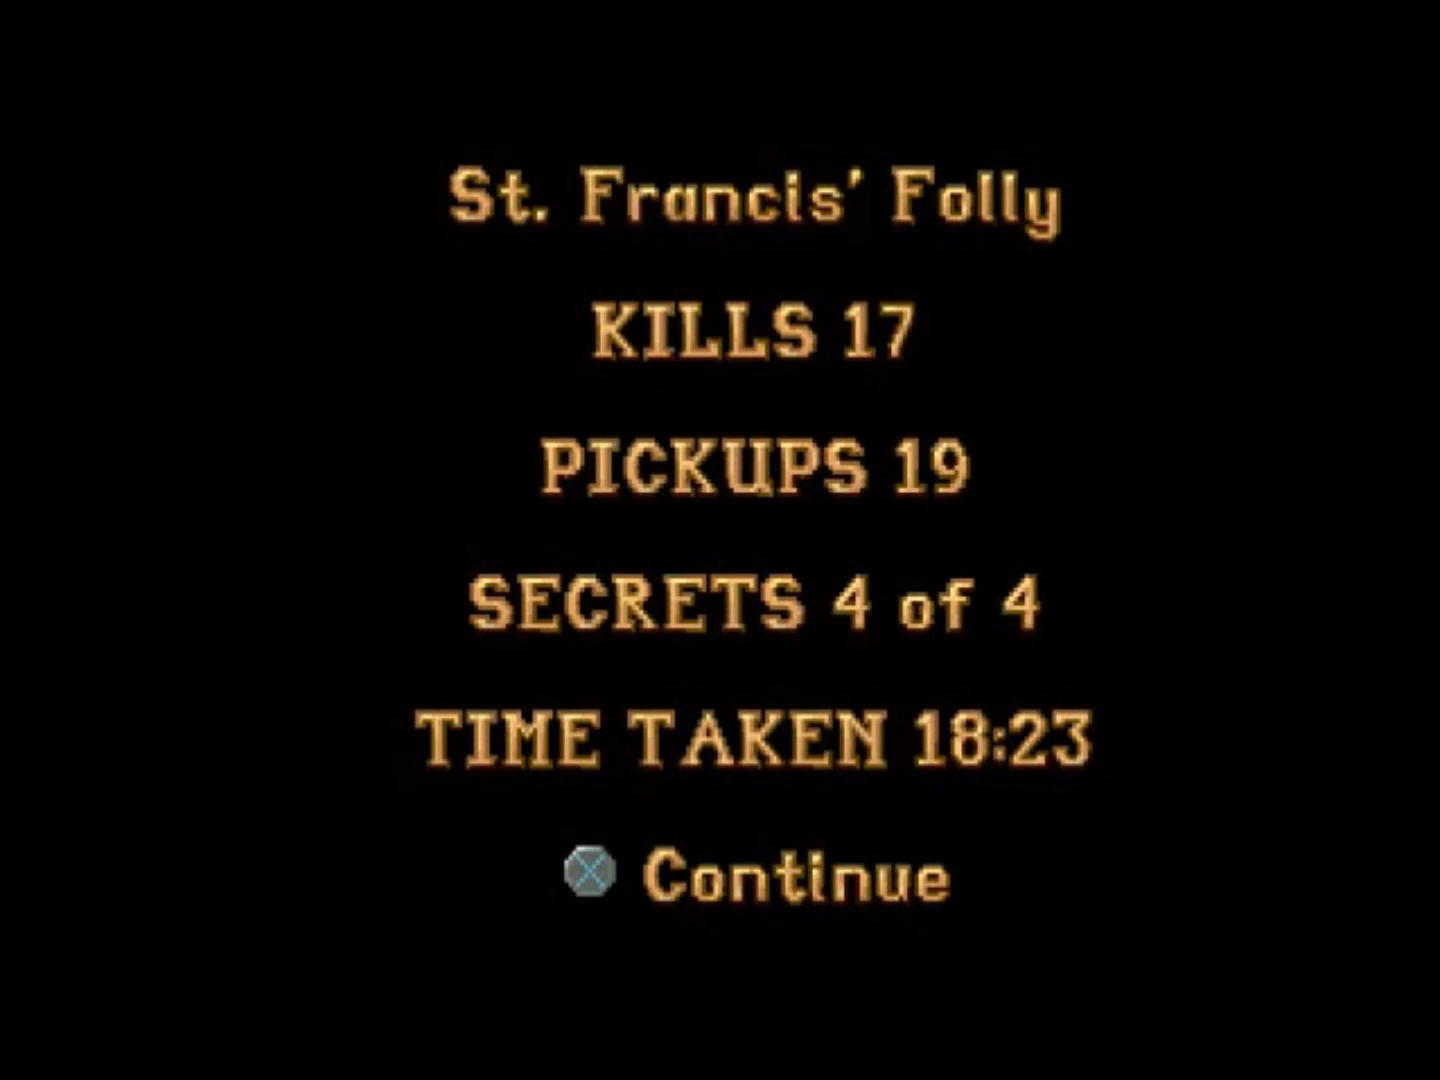 St. Francis' Folly
KILLS 17
PICKUPS 19
SECRETS 4 of 4
TIME TAKEN 18:23
Continue